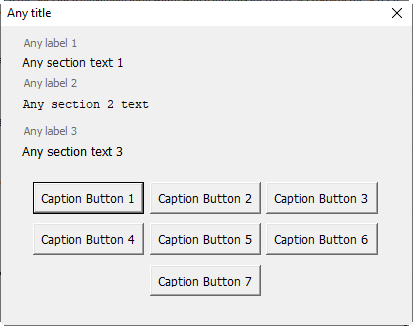 Any title
Any label 1
Any section text 1
Any label 2
Any section 2 text
Any label 3
Any section text 3
Caption Button 1 Caption Button 2 Caption Button 3
Caption Button 4 Caption Button 5 Caption Button 6
Caption Button 7